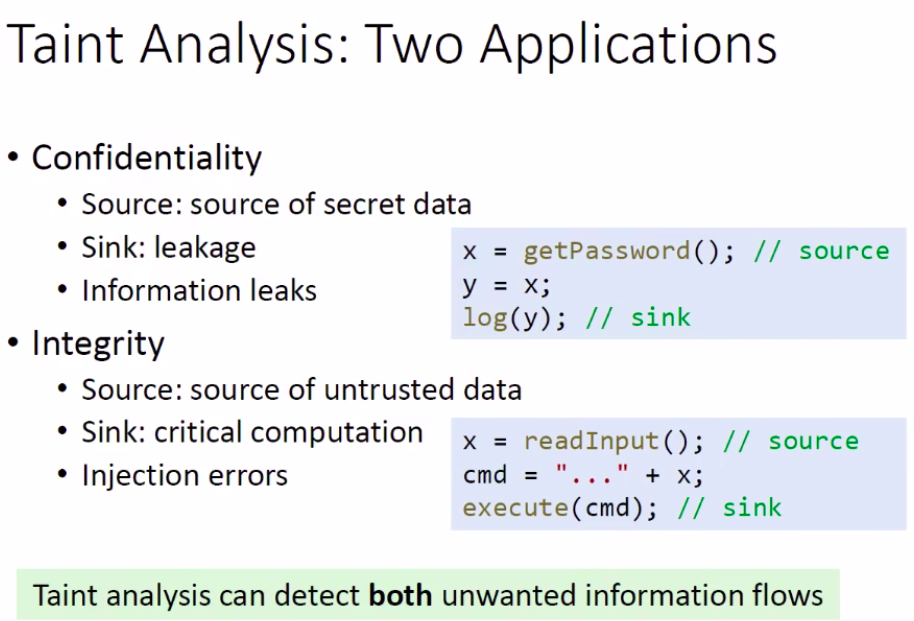 Taint Analysis: Two Applications
• Confidentiality
• Source: source of secret data
• Sink: leakage
• Information leaks
x = getPassword(); // source
y = x;
log(y); // sink
• Integrity
• Source: source of untrusted data
• Sink: critical computation
• Injection errors
x = readInput(); // source
cmd = "..." + x;
execute(cmd); // sink
Taint analysis can detect both unwanted information flows